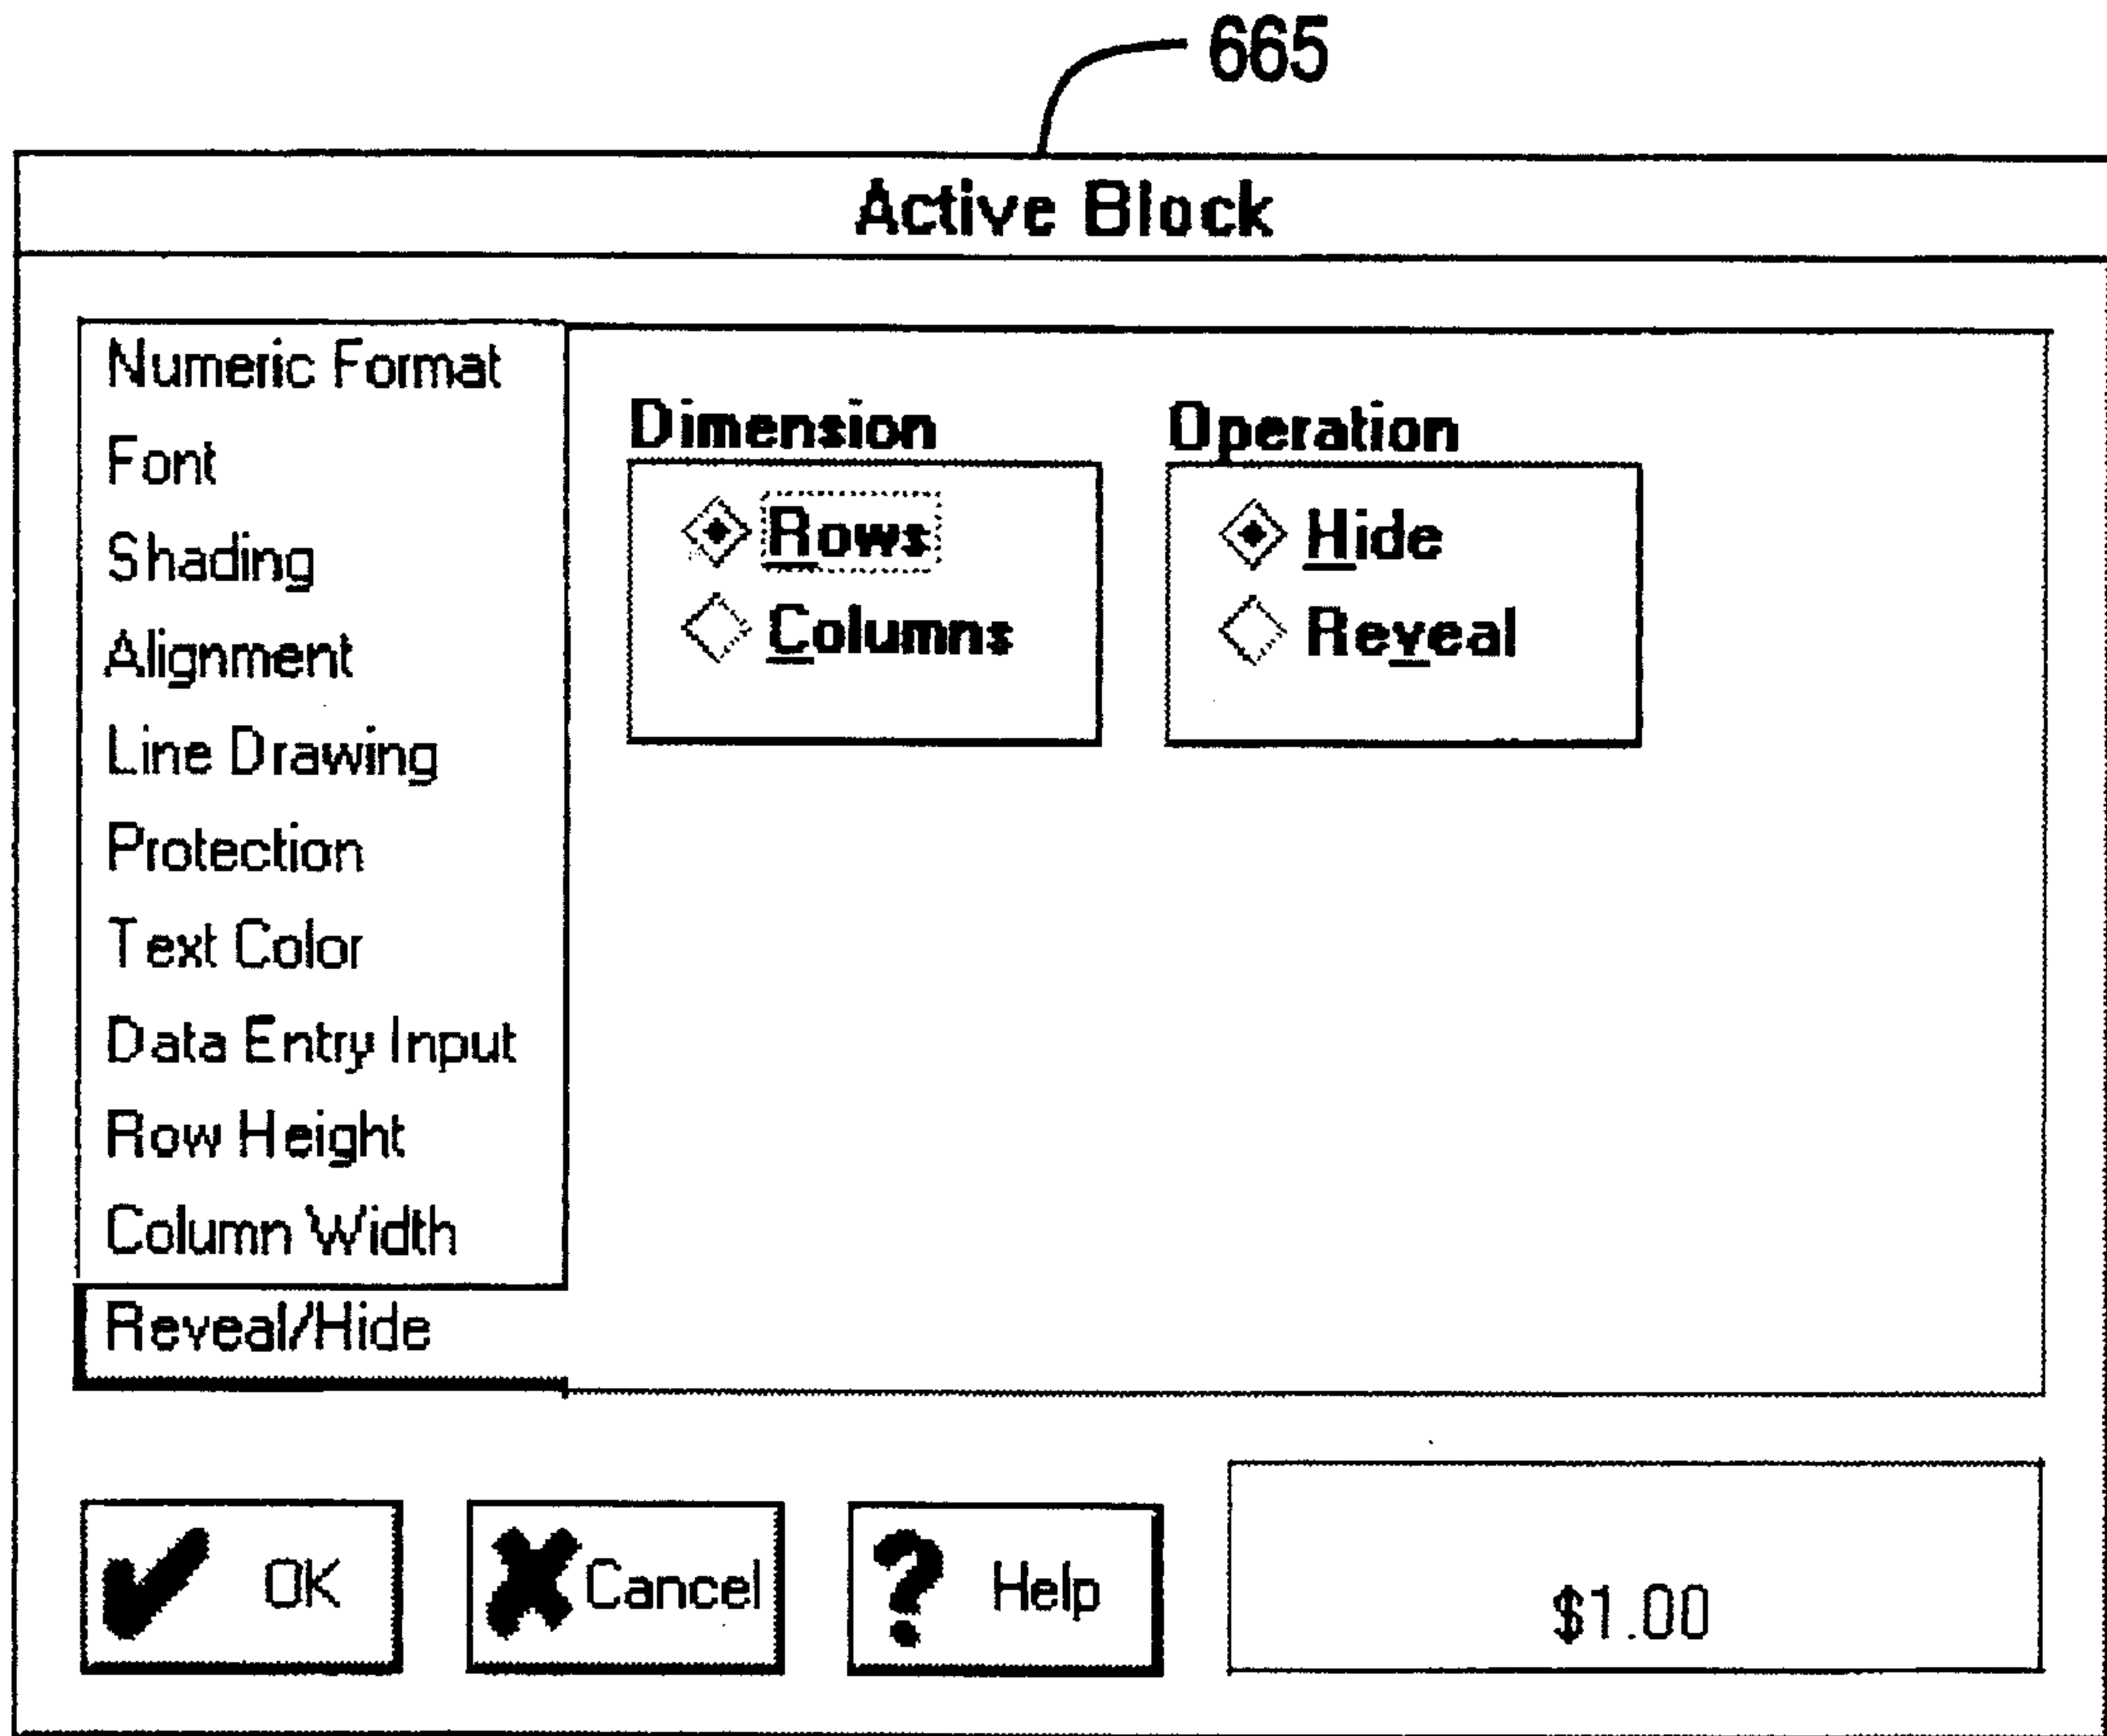 665
Active Block
Numeric Format
Font
Shading
Alignment
Line Drawing
Protection
Text Color
Data Entry Input
Row Height
Column Width
Reveal/Hide
Dimension
Rows
Columns
Operation
Hide
Reveal
OK
Cancel
Help
$1.00